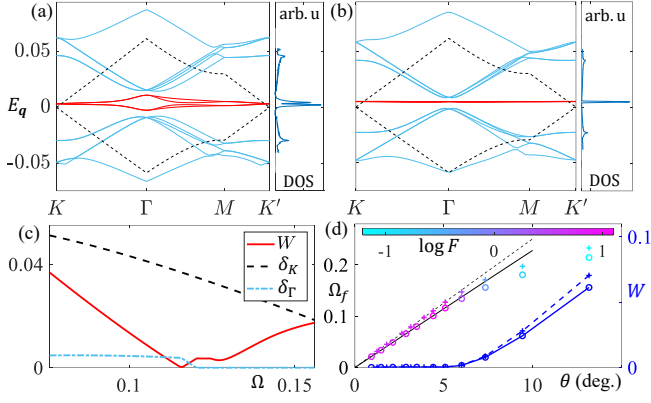 (a)
arb. u
(b)
arb. u
0.05
E_q
0
-0.05
DOS
DOS
K
Γ
M
K′
K
Γ
M
K′
(c)
W
δ_K
δ_Γ
0.04
0
0.1
Ω
0.15
(d)
-1
log F
0
1
0.2
Ω_f
0.1
0
0
5
10
θ (deg.)
0.1
W
0